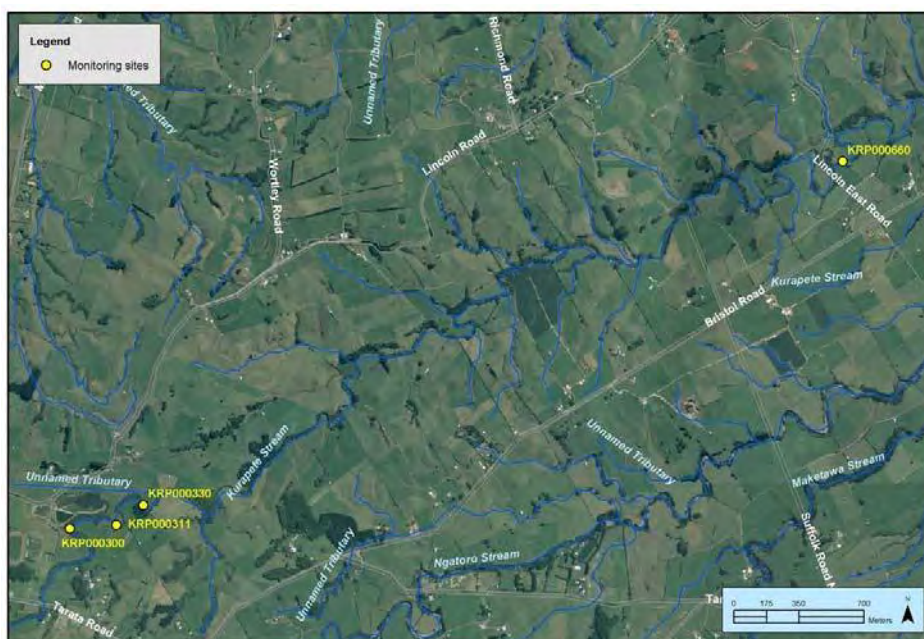 Legend
Monitoring sites
Unnamed Tributary
Richmond Road
Unnamed Tributary
Lincoln Road
Wortley Road
KRP000660
Lincoln East Road
Kurapete Stream
Bristol Road
Unnamed Tributary
Maketawa Stream
Kurapete Stream
Unnamed Tributary
KRP000330
KRP000311
KRP000300
Suffolk Road
Ngatoro Stream
Unnamed Tributary
Tarata Road
N
0 175 350 700
Meters